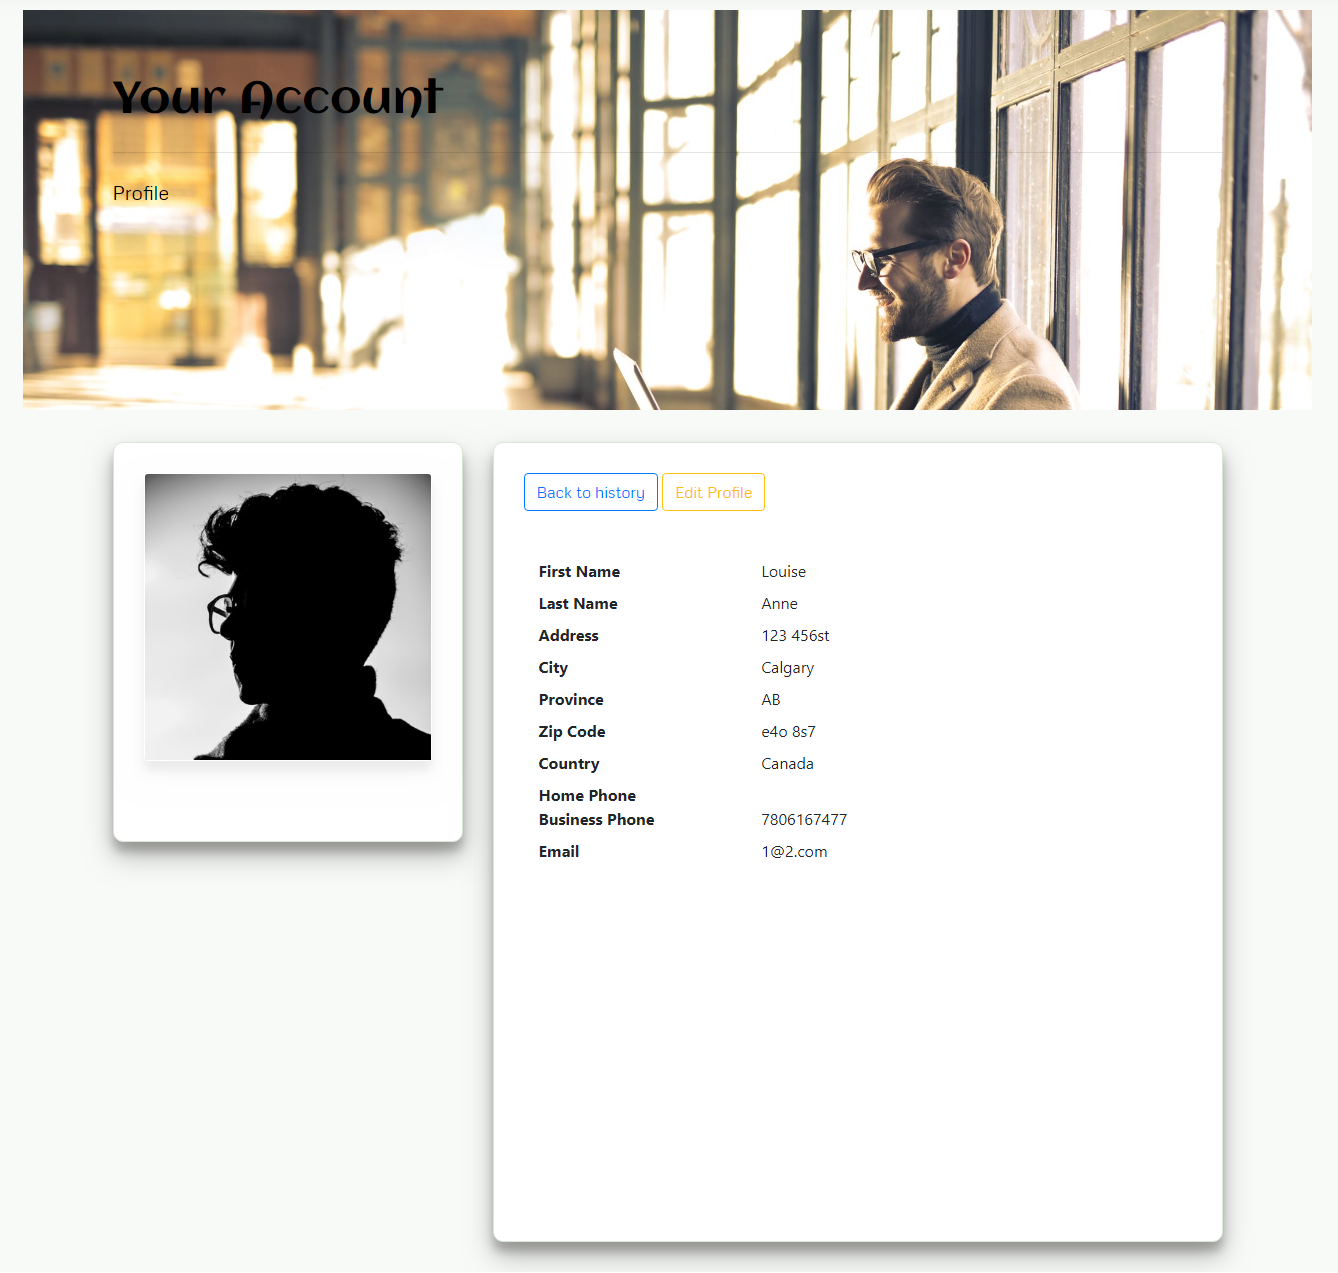 Your Account
Profile
Back to history Edit Profile
First Name Louise
Last Name Anne
Address 123 456st
City Calgary
Province AB
Zip Code e4o 8s7
Country Canada
Home Phone
Business Phone 7806167477
Email 1@2.com